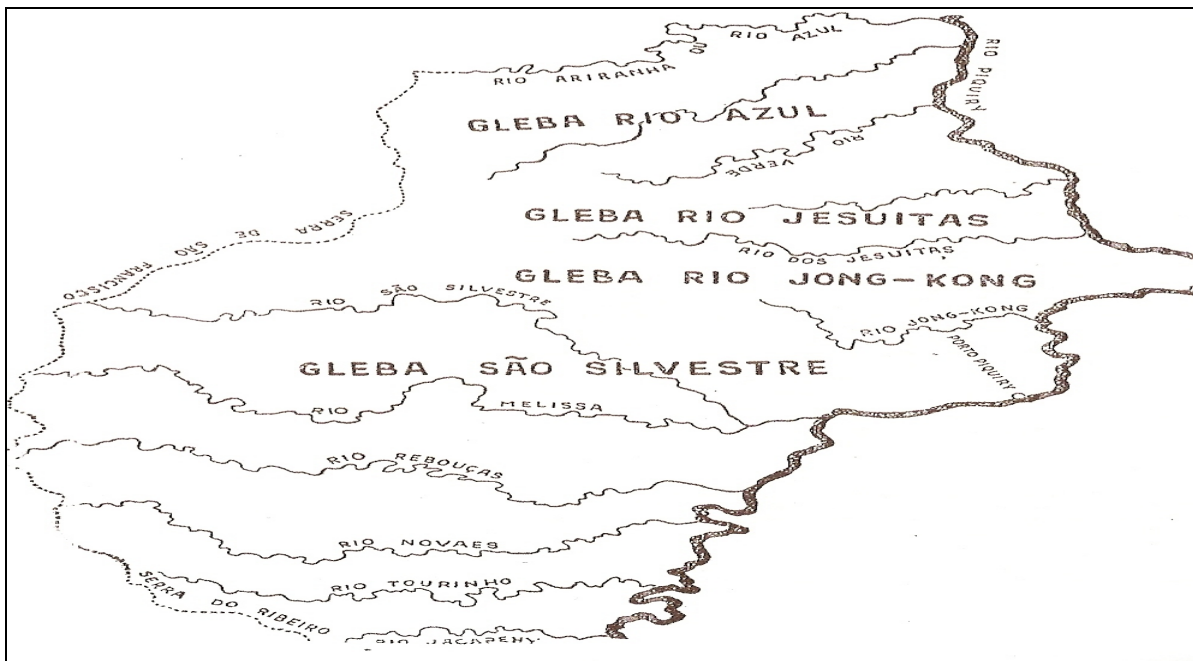 RIO AZUL
RIO PIQUIRY
RIO ARIRANHA
GLEBA RIO AZUL
RIO VERDE
GLEBA RIO JESUITAS
SERRA DE SÃO FRANCISCO
RIO DOS JESUITAS
GLEBA RIO JONG-KONG
RIO SÃO SILVESTRE
RIO JONG-KONG
PORTO PIQUIRY
GLEBA SÃO SILVESTRE
RIO MELISSA
RIO REBOUÇAS
RIO NOVAES
RIO TOURINHO
SERRA DO RIBEIRO
RIO